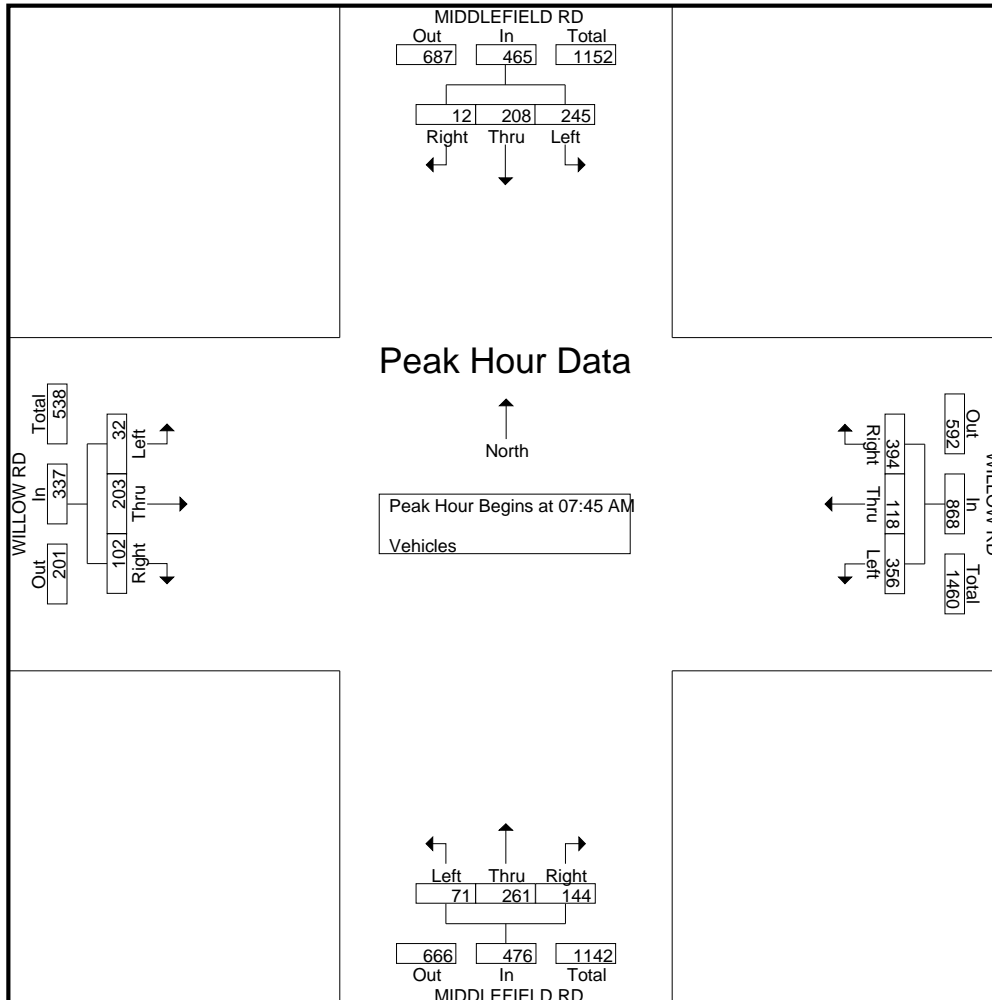 MIDDLEFIELD RD
Out In Total
687 465 1152
12 208 245
Right Thru Left
Peak Hour Data
North
Peak Hour Begins at 07:45 AM
Vehicles
WILLOW RD
Total In Out
538 337 201
32 203 102
Left Thru Right
WILLOW RD
Out In Total
592 868 1460
394 118 356
Right Thru Left
Left Thru Right
71 261 144
666 476 1142
Out In Total
MIDDLEFIELD RD